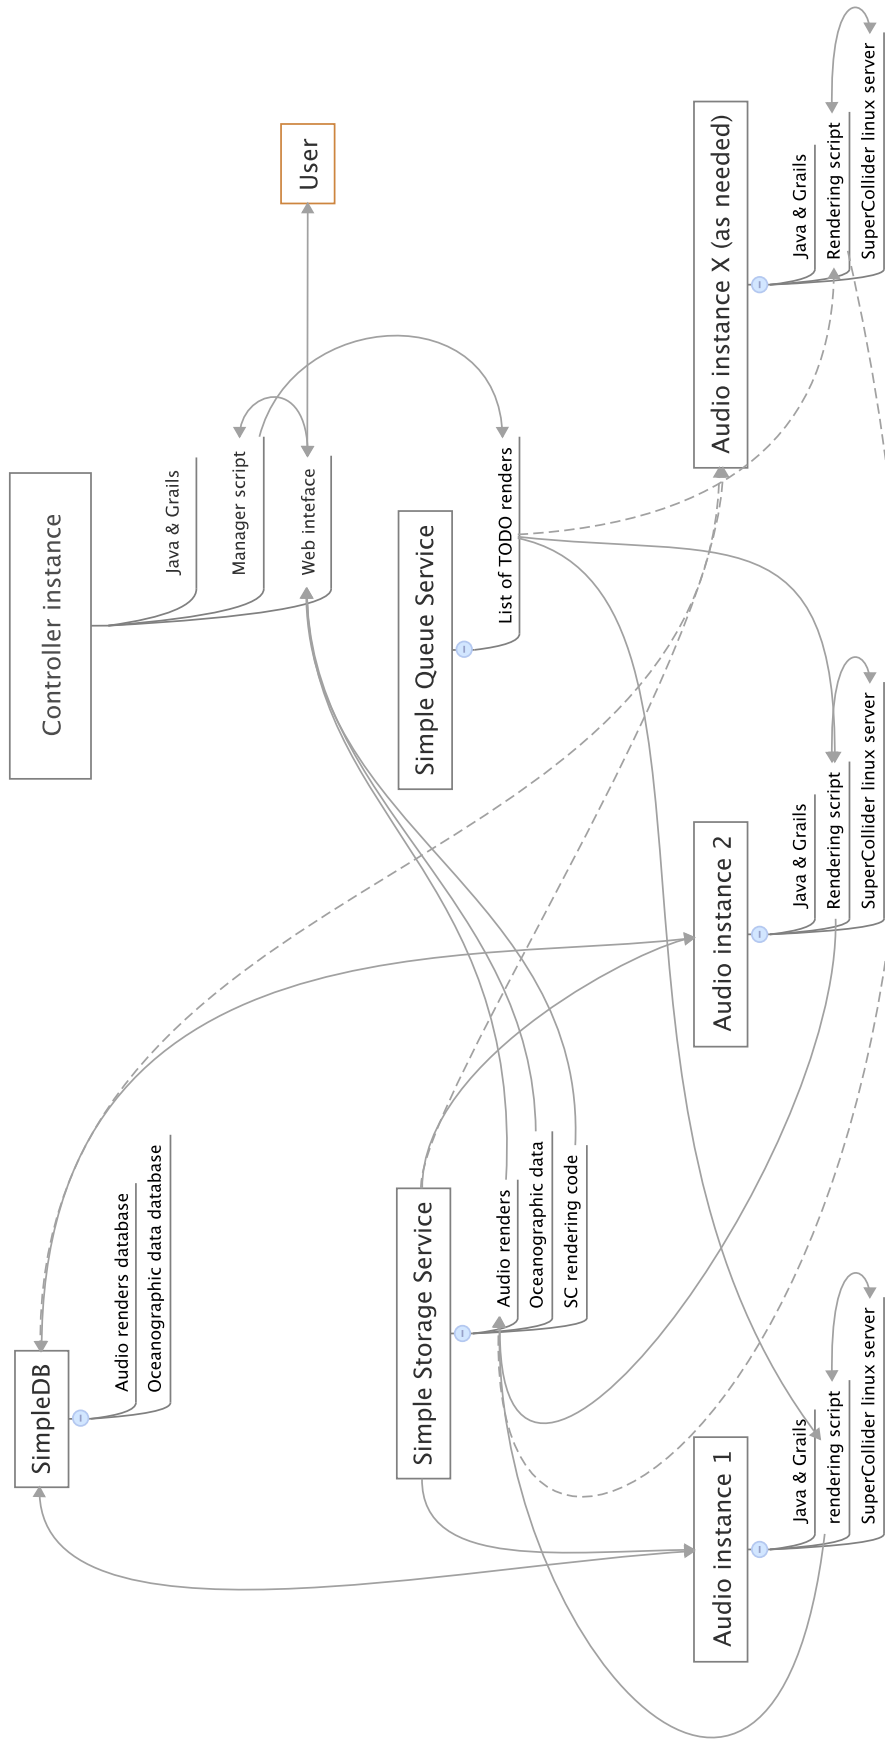 SimpleDB
Audio renders database
Oceanographic data database
Controller instance
Java & Grails
Manager script
Web inteface
User
Simple Storage Service
Audio renders
Oceanographic data
SC rendering code
Simple Queue Service
List of TODO renders
Audio instance 1
Java & Grails
rendering script
SuperCollider linux server
Audio instance 2
Java & Grails
Rendering script
SuperCollider linux server
Audio instance X (as needed)
Java & Grails
Rendering script
SuperCollider linux server